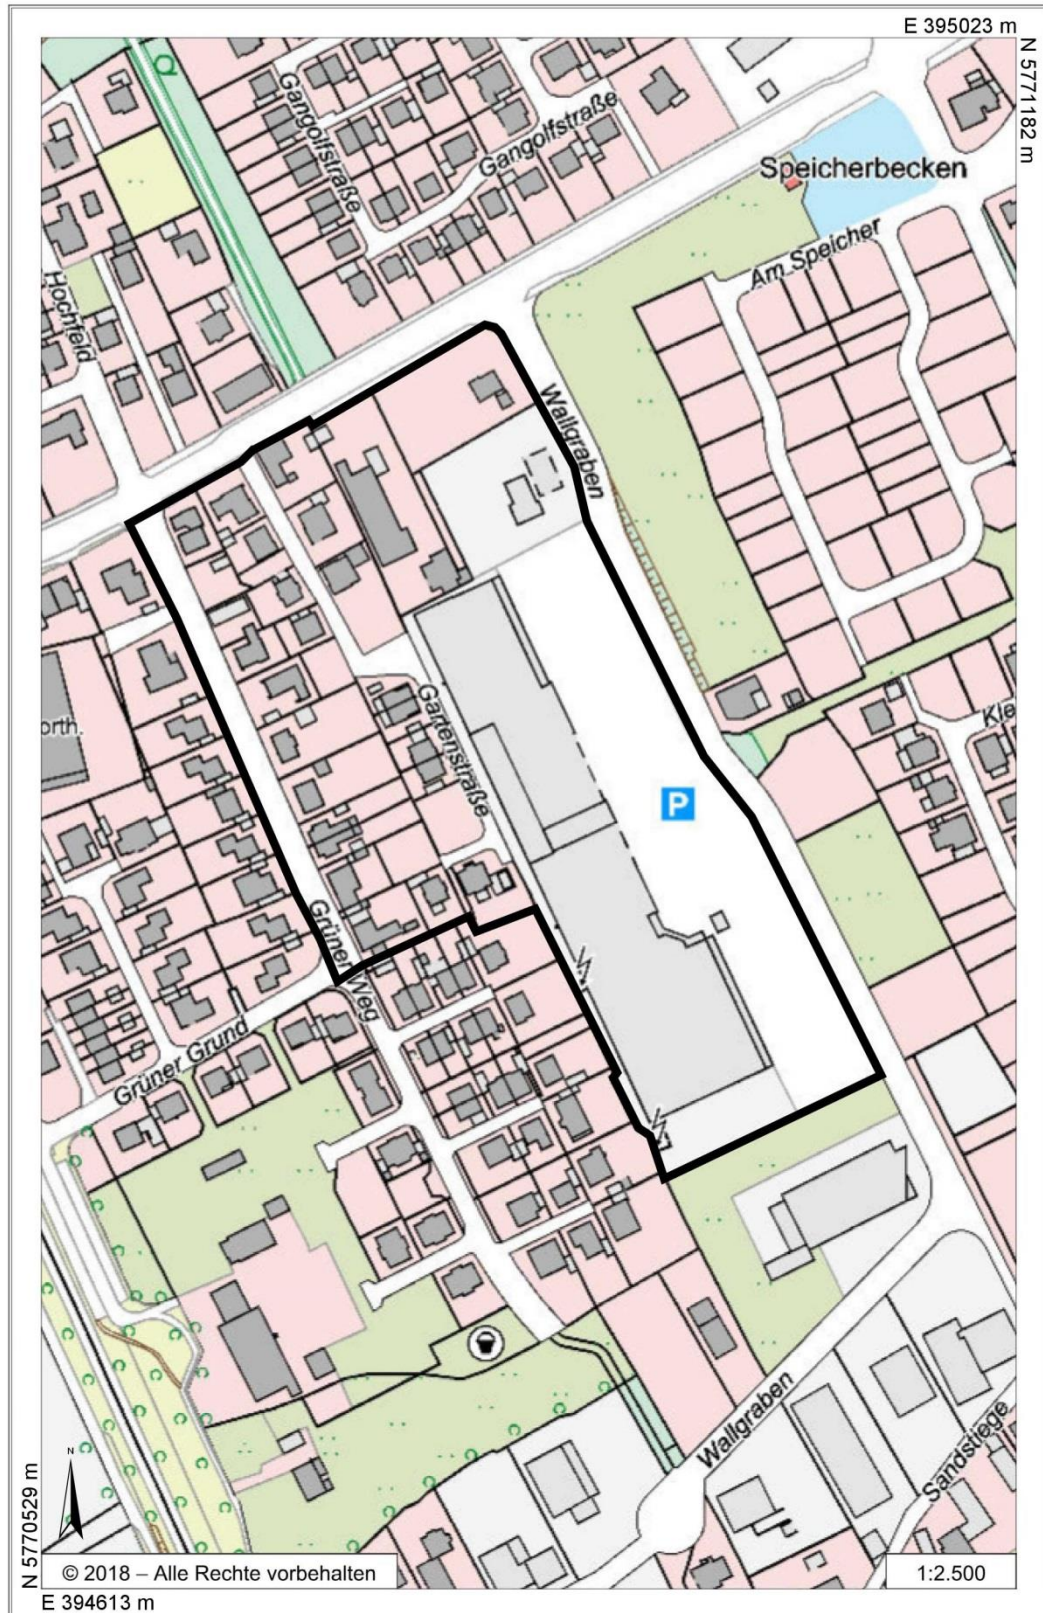 E 395023 m
N 5771182 m
Gangolfstraße
Gangolfstraße
Speicherbecken
Am Speicher
Hochfeld
Wallgraben
orth.
Gartenstraße
P
Kle
Grüner Weg
Grüner Grund
Wallgraben
Sandstiege
N
N 5770529 m
© 2018 – Alle Rechte vorbehalten
1:2.500
E 394613 m